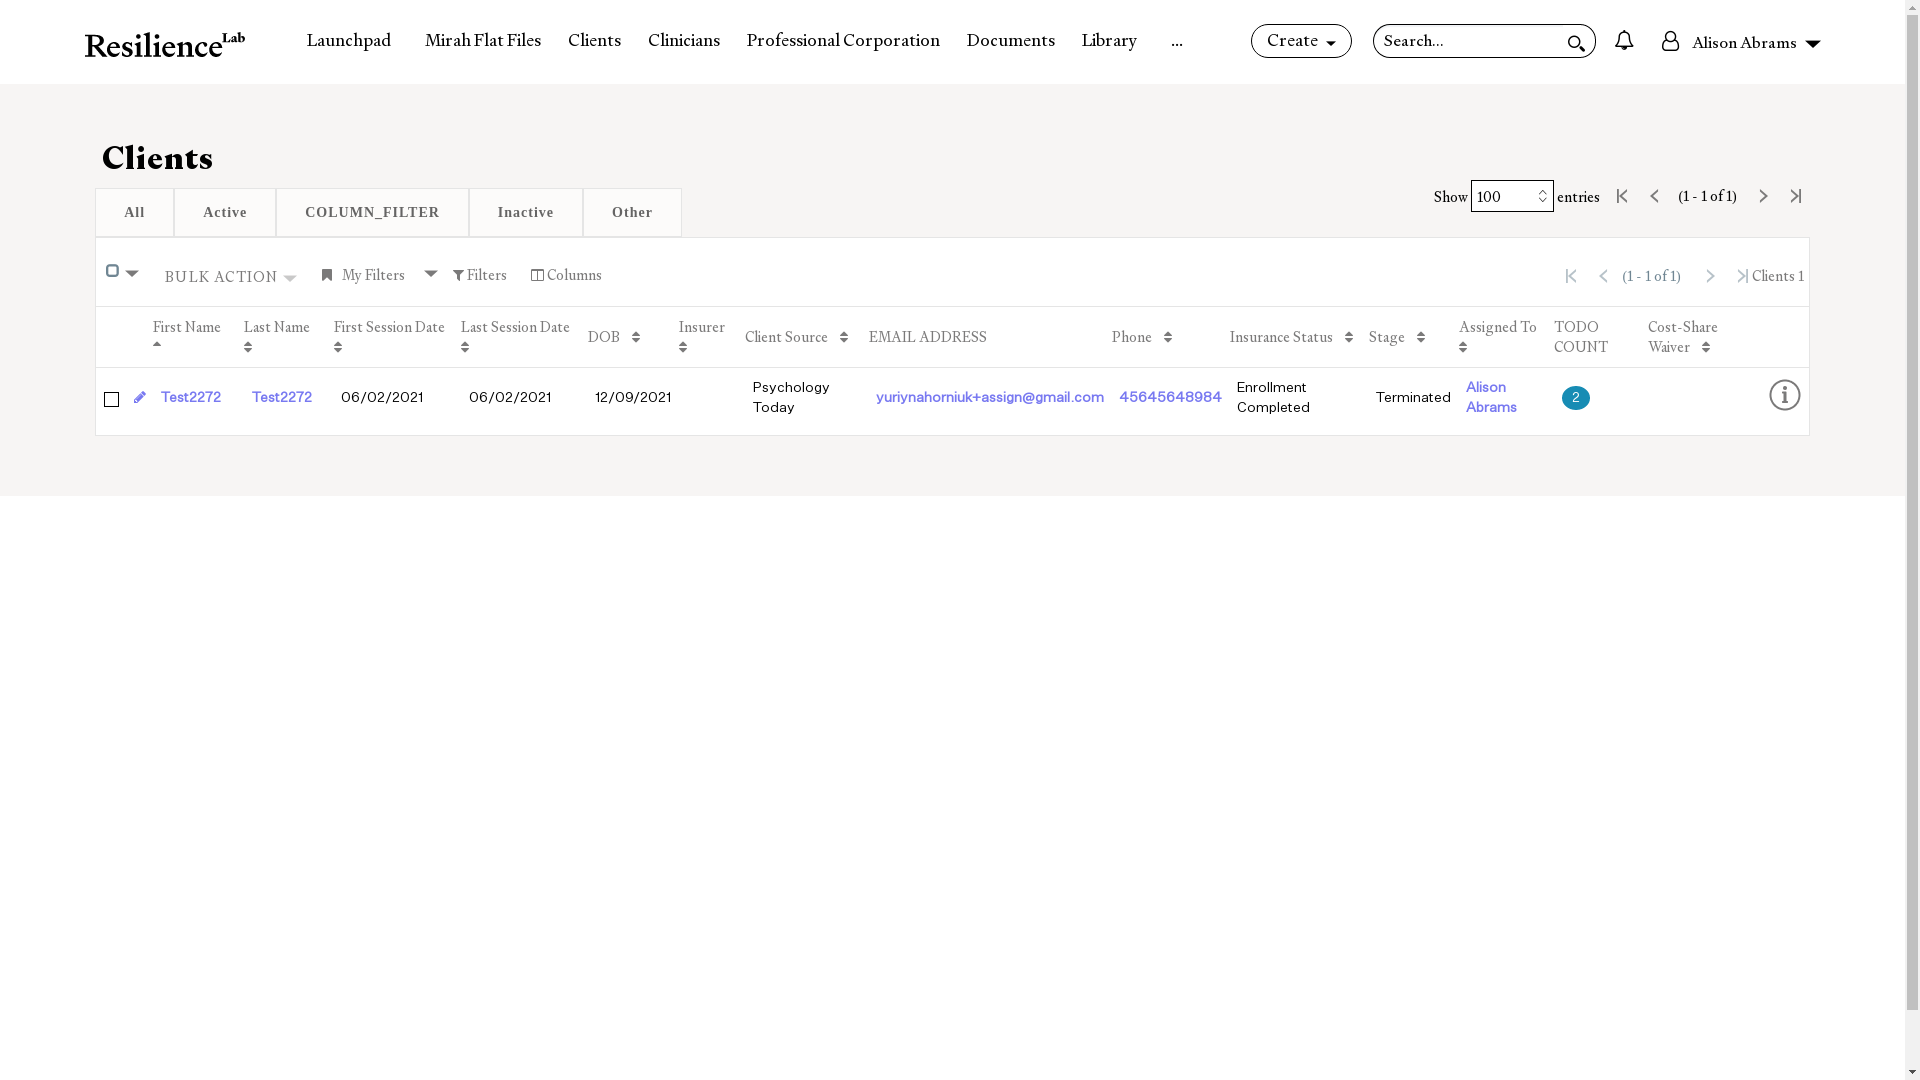 ResilienceLab Launchpad Mirah Flat Files Clients Clinicians Professional Corporation Documents Library ... Create Search... Alison Abrams
Clients
Show 100 entries (1 - 1 of 1)
All Active COLUMN_FILTER Inactive Other
BULK ACTION My Filters Filters Columns (1 - 1 of 1) Clients 1
First Name Last Name First Session Date Last Session Date DOB Insurer Client Source EMAIL ADDRESS Phone Insurance Status Stage Assigned To TODO COUNT Cost-Share Waiver
Test2272 Test2272 06/02/2021 06/02/2021 12/09/2021 Psychology Today yuriynahorniuk+assign@gmail.com 45645648984 Enrollment Completed Terminated Alison Abrams 2